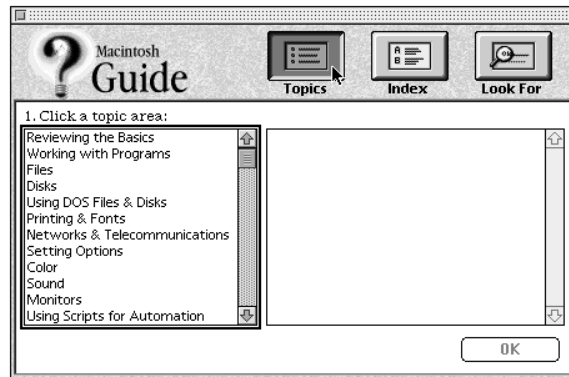 Macintosh
Guide
Topics
Index
Look For
1. Click a topic area:
Reviewing the Basics
Working with Programs
Files
Disks
Using DOS Files & Disks
Printing & Fonts
Networks & Telecommunications
Setting Options
Color
Sound
Monitors
Using Scripts for Automation
OK